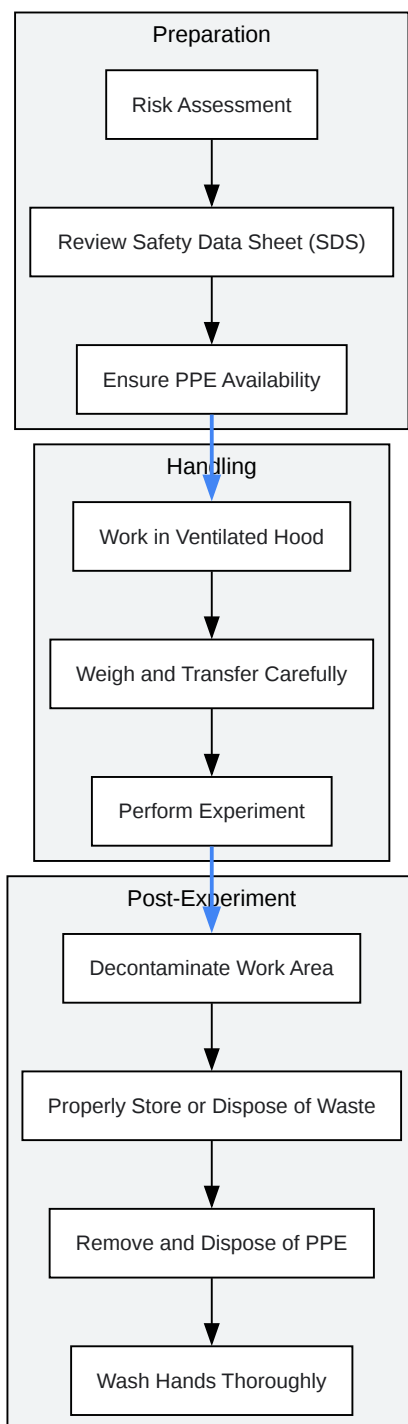 Preparation
Risk Assessment
Review Safety Data Sheet (SDS)
Ensure PPE Availability
Handling
Work in Ventilated Hood
Weigh and Transfer Carefully
Perform Experiment
Post-Experiment
Decontaminate Work Area
Properly Store or Dispose of Waste
Remove and Dispose of PPE
Wash Hands Thoroughly